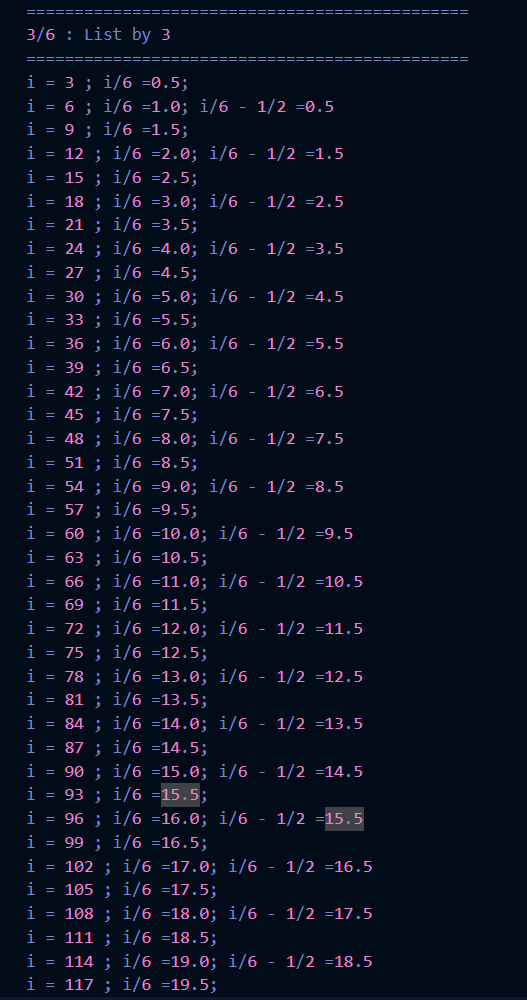 ==============================================
3/6 : List by 3
==============================================
i = 3 ; i/6 =0.5;
i = 6 ; i/6 =1.0; i/6 - 1/2 =0.5
i = 9 ; i/6 =1.5;
i = 12 ; i/6 =2.0; i/6 - 1/2 =1.5
i = 15 ; i/6 =2.5;
i = 18 ; i/6 =3.0; i/6 - 1/2 =2.5
i = 21 ; i/6 =3.5;
i = 24 ; i/6 =4.0; i/6 - 1/2 =3.5
i = 27 ; i/6 =4.5;
i = 30 ; i/6 =5.0; i/6 - 1/2 =4.5
i = 33 ; i/6 =5.5;
i = 36 ; i/6 =6.0; i/6 - 1/2 =5.5
i = 39 ; i/6 =6.5;
i = 42 ; i/6 =7.0; i/6 - 1/2 =6.5
i = 45 ; i/6 =7.5;
i = 48 ; i/6 =8.0; i/6 - 1/2 =7.5
i = 51 ; i/6 =8.5;
i = 54 ; i/6 =9.0; i/6 - 1/2 =8.5
i = 57 ; i/6 =9.5;
i = 60 ; i/6 =10.0; i/6 - 1/2 =9.5
i = 63 ; i/6 =10.5;
i = 66 ; i/6 =11.0; i/6 - 1/2 =10.5
i = 69 ; i/6 =11.5;
i = 72 ; i/6 =12.0; i/6 - 1/2 =11.5
i = 75 ; i/6 =12.5;
i = 78 ; i/6 =13.0; i/6 - 1/2 =12.5
i = 81 ; i/6 =13.5;
i = 84 ; i/6 =14.0; i/6 - 1/2 =13.5
i = 87 ; i/6 =14.5;
i = 90 ; i/6 =15.0; i/6 - 1/2 =14.5
i = 93 ; i/6 =15.5;
i = 96 ; i/6 =16.0; i/6 - 1/2 =15.5
i = 99 ; i/6 =16.5;
i = 102 ; i/6 =17.0; i/6 - 1/2 =16.5
i = 105 ; i/6 =17.5;
i = 108 ; i/6 =18.0; i/6 - 1/2 =17.5
i = 111 ; i/6 =18.5;
i = 114 ; i/6 =19.0; i/6 - 1/2 =18.5
i = 117 ; i/6 =19.5;